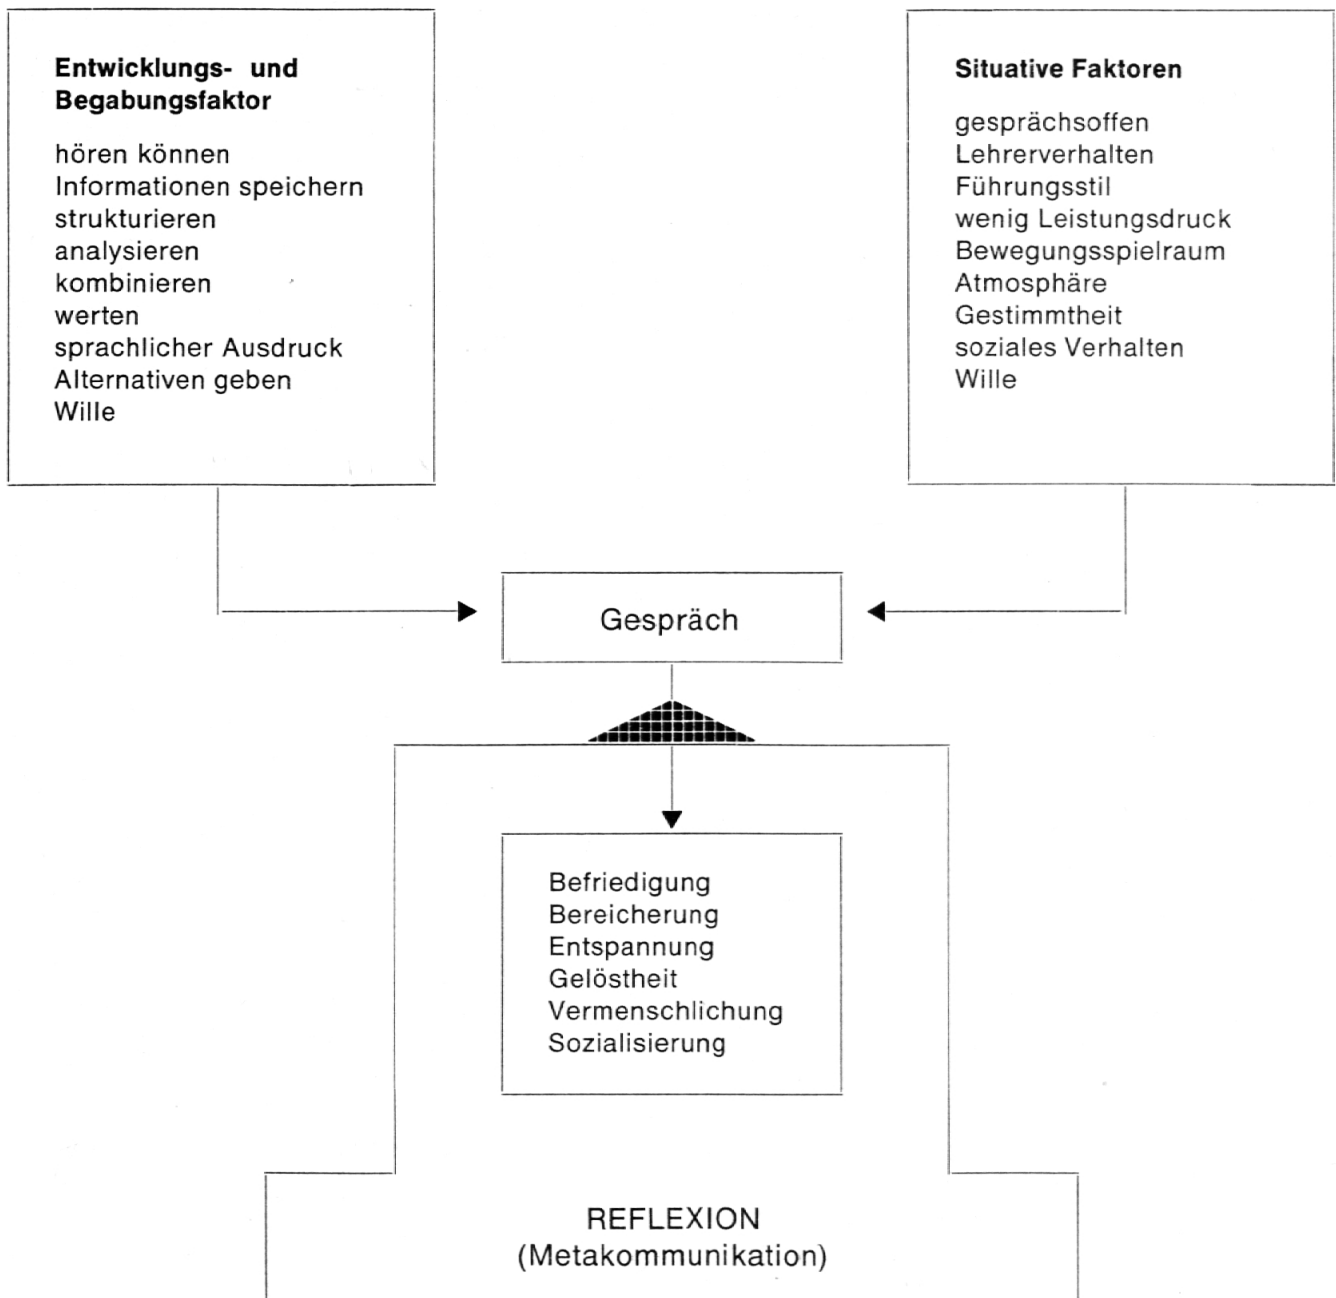 Entwicklungs- und
Begabungsfaktor
hören können
Informationen speichern
strukturieren
analysieren
kombinieren
werten
sprachlicher Ausdruck
Alternativen geben
Wille
Situative Faktoren
gesprächsoffen
Lehrerverhalten
Führungsstil
wenig Leistungsdruck
Bewegungsspielraum
Atmosphäre
Gestimmtheit
soziales Verhalten
Wille
Gespräch
Befriedigung
Bereicherung
Entspannung
Gelöstheit
Vermenschlichung
Sozialisierung
REFLEXION
(Metakommunikation)